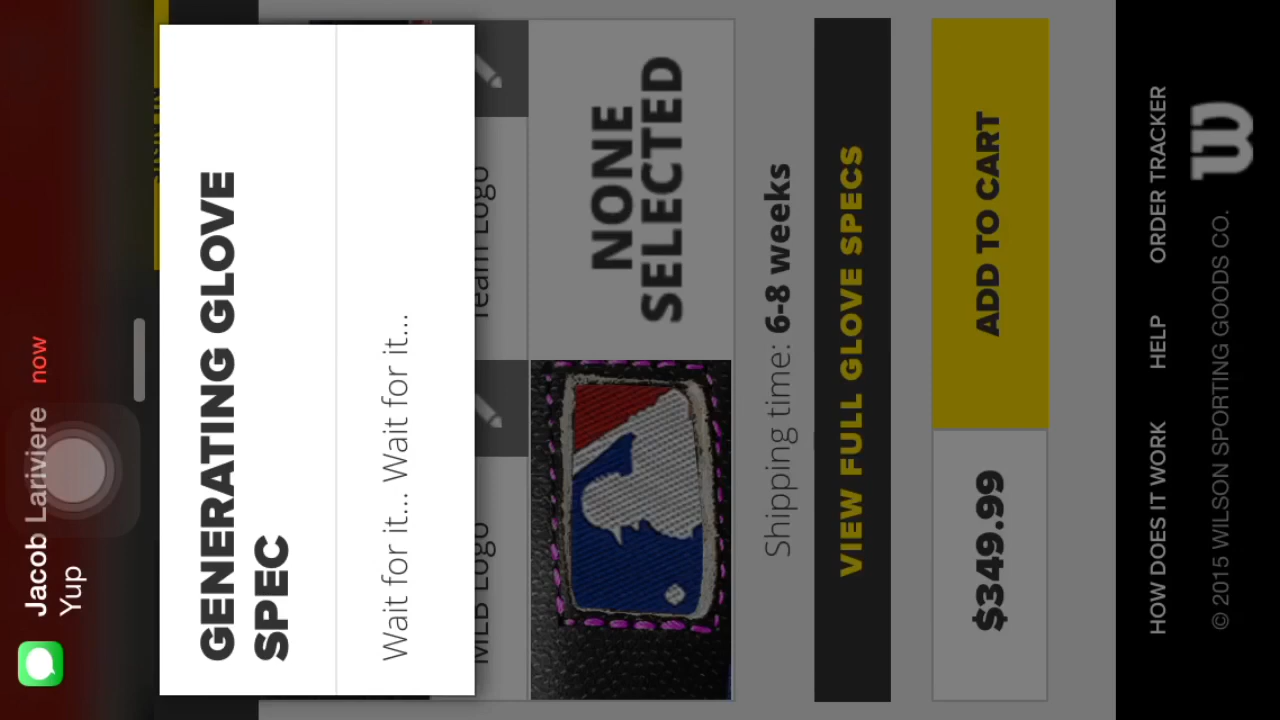 Jacob Lariviere now
Yup
GENERATING GLOVE
SPEC
Wait for it... Wait for it...
MLB Logo
Team Logo
NONE
SELECTED
Shipping time: 6-8 weeks
VIEW FULL GLOVE SPECS
$349.99
ADD TO CART
HOW DOES IT WORK
HELP
ORDER TRACKER
© 2015 WILSON SPORTING GOODS CO.
W